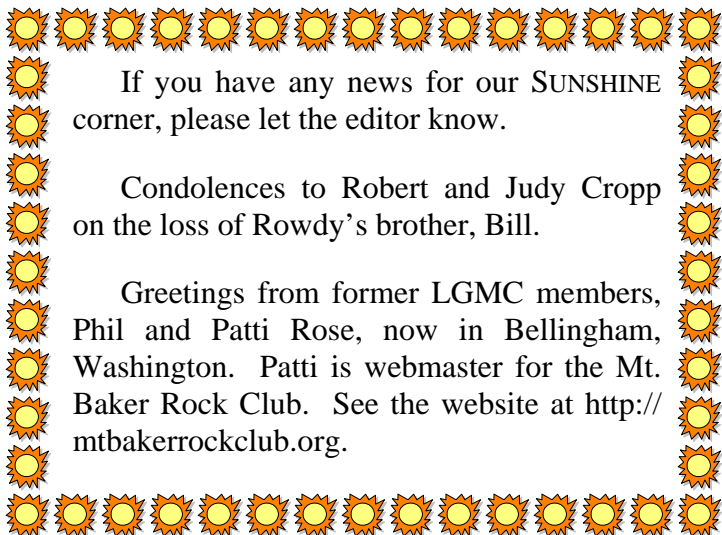 If you have any news for our SUNSHINE
corner, please let the editor know.
Condolences to Robert and Judy Cropp
on the loss of Rowdy’s brother, Bill.
Greetings from former LGMC members,
Phil and Patti Rose, now in Bellingham,
Washington.  Patti is webmaster for the Mt.
Baker Rock Club.  See the website at http://
mtbakerrockclub.org.